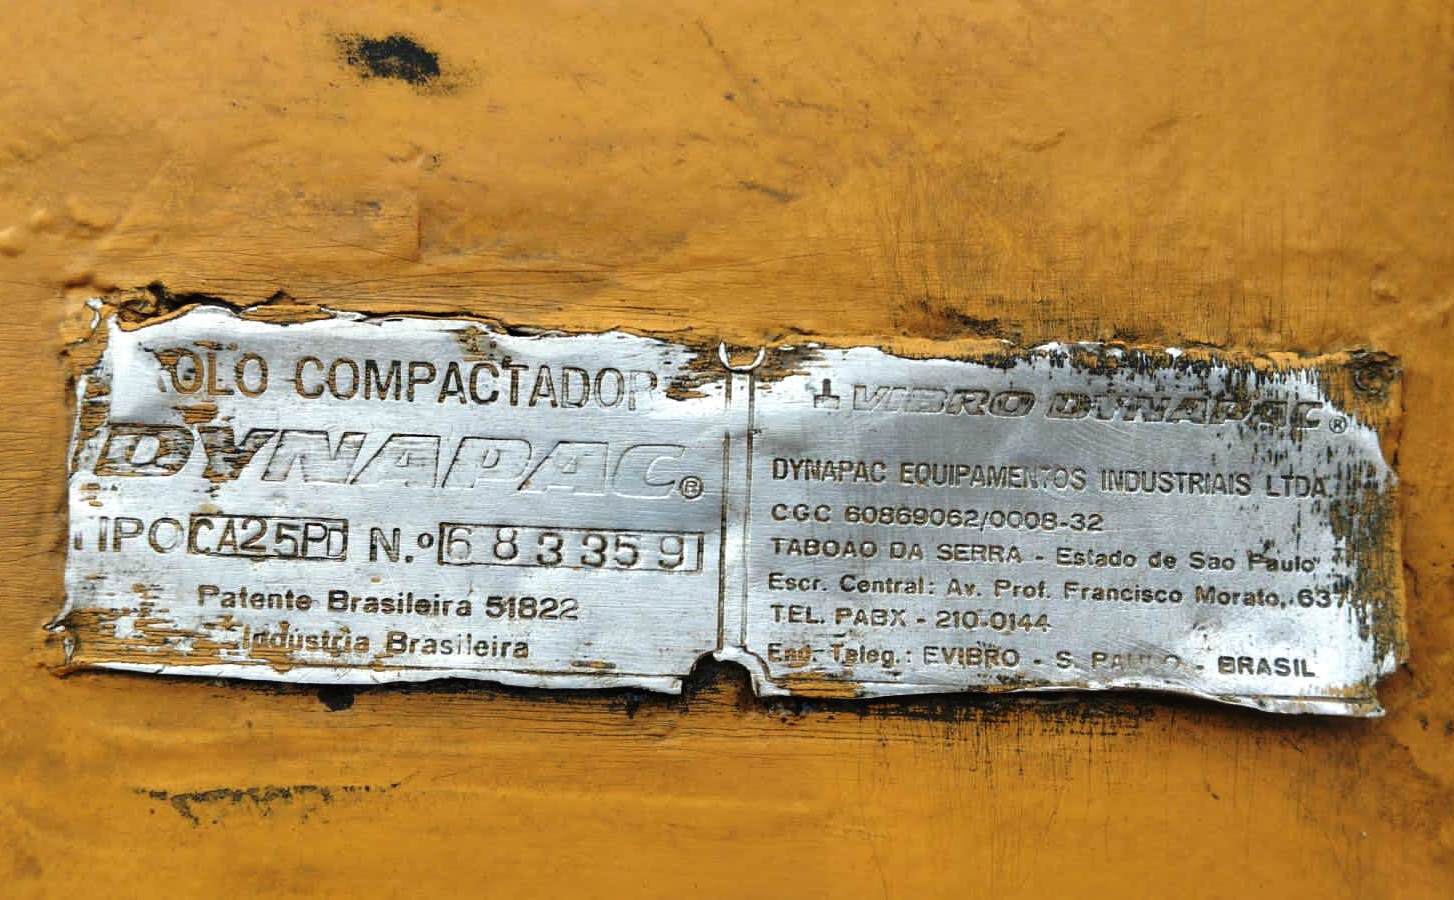 ROLO COMPACTADOR
DYNAPAC®
TIPO CA25PD N.º 683359
Patente Brasileira 51822
Indústria Brasileira
VIBRO DYNAPAC®
DYNAPAC EQUIPAMENTOS INDUSTRIAIS LTDA.
CGC 60869062/0008-32
TABOAO DA SERRA - Estado de Sao Paulo
Escr. Central: Av. Prof. Francisco Morato, 637
TEL. PABX - 210-0144
End. Teleg.: EVIBRO - S. PAULO - BRASIL